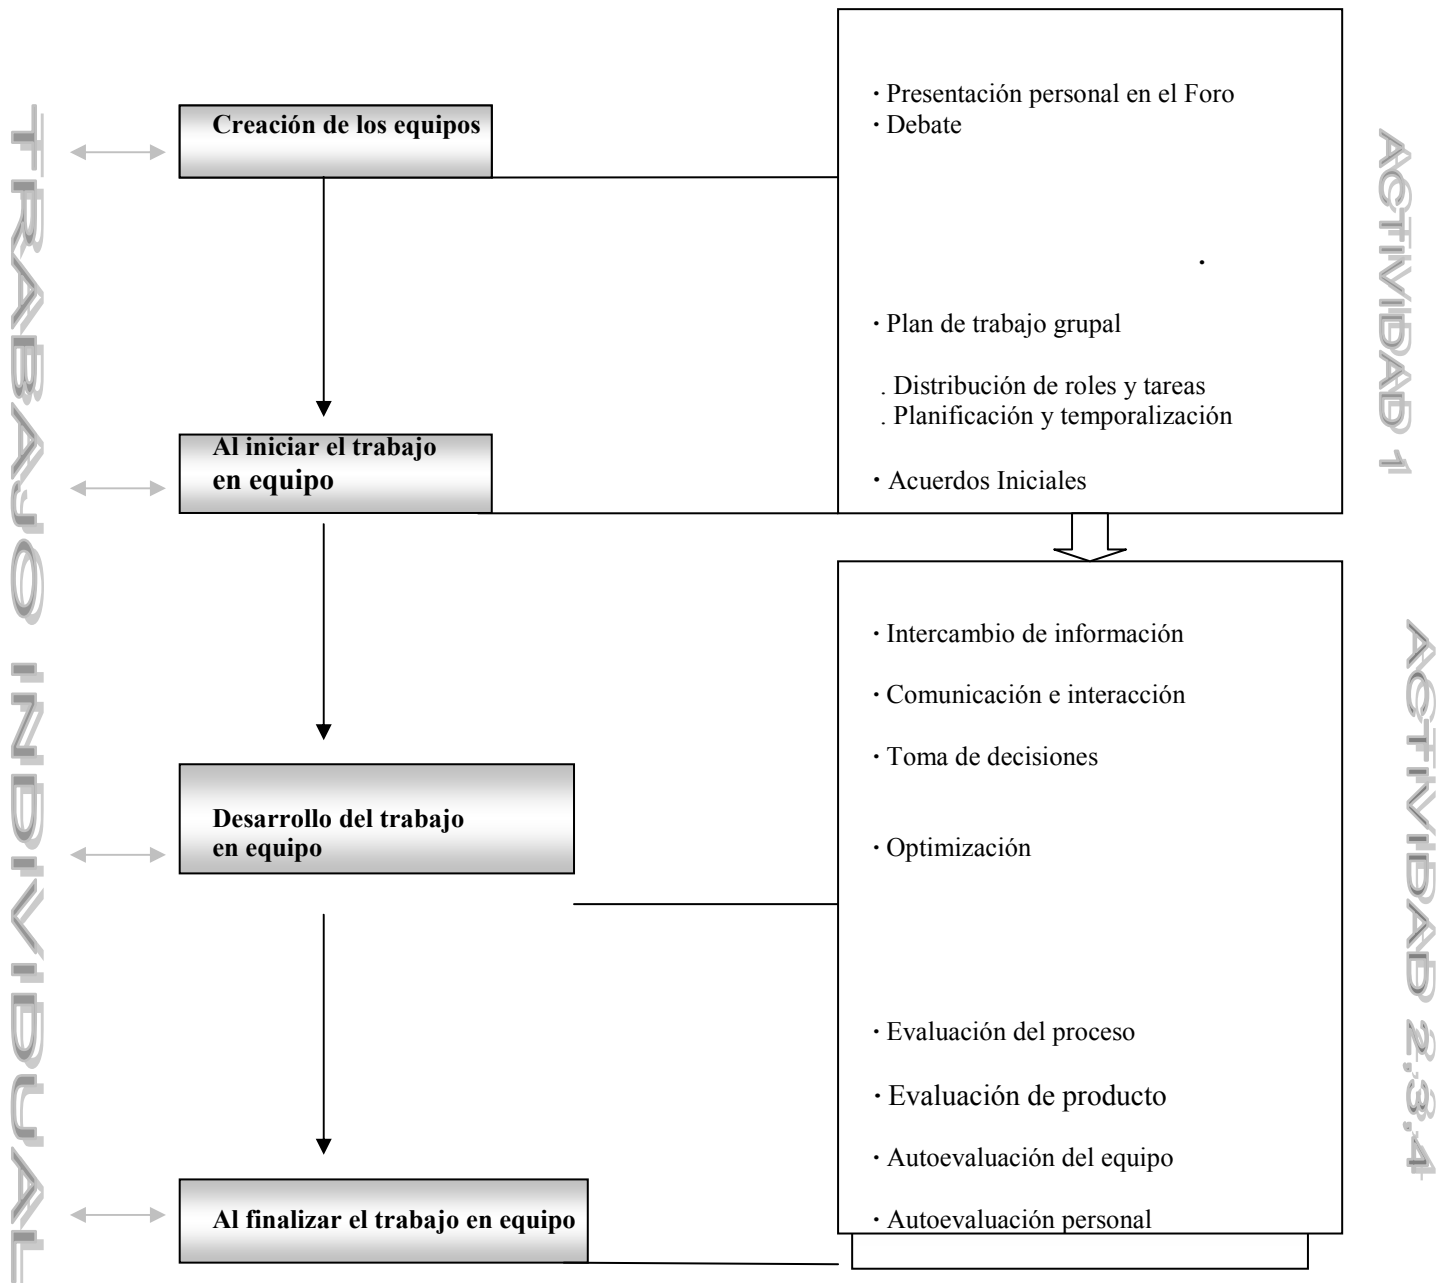 TRABAJO INDIVIDUAL
Creación de los equipos
Al iniciar el trabajo
en equipo
Desarrollo del trabajo
en equipo
Al finalizar el trabajo en equipo
· Presentación personal en el Foro
· Debate
.
· Plan de trabajo grupal
. Distribución de roles y tareas
. Planificación y temporalización
· Acuerdos Iniciales
· Intercambio de información
· Comunicación e interacción
· Toma de decisiones
· Optimización
· Evaluación del proceso
· Evaluación de producto
· Autoevaluación del equipo
· Autoevaluación personal
ACTIVIDAD 1
ACTIVIDAD 2,3,4